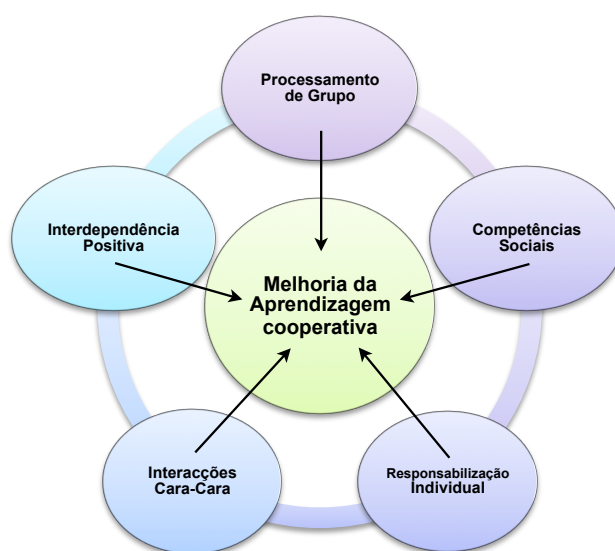 Processamento
de Grupo
Interdependência
Positiva
Competências
Sociais
Melhoria da
Aprendizagem
cooperativa
Interacções
Cara-Cara
Responsabilização
Individual